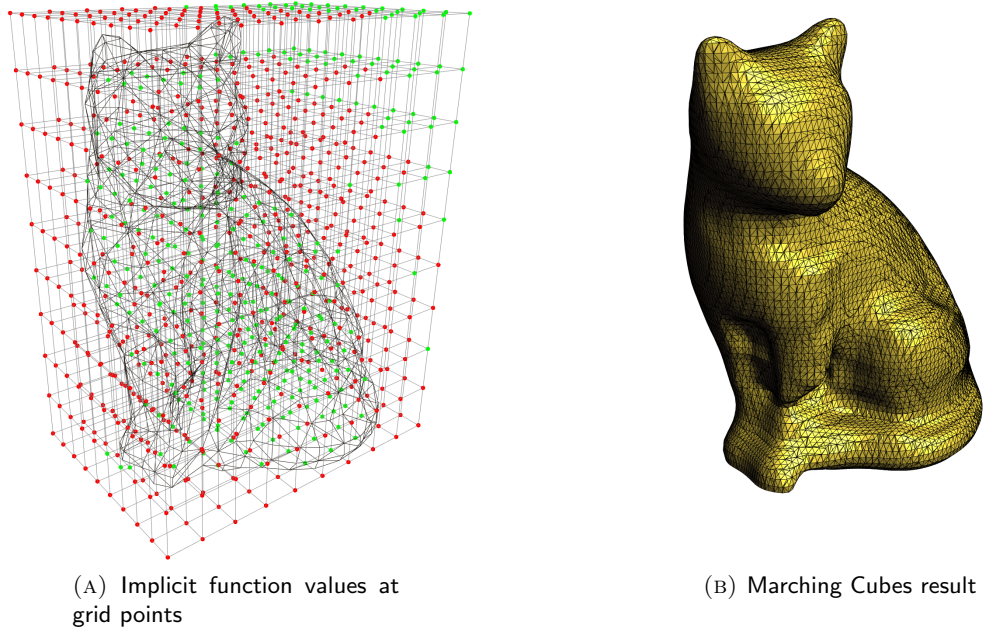 (A) Implicit function values at
grid points
(B) Marching Cubes result